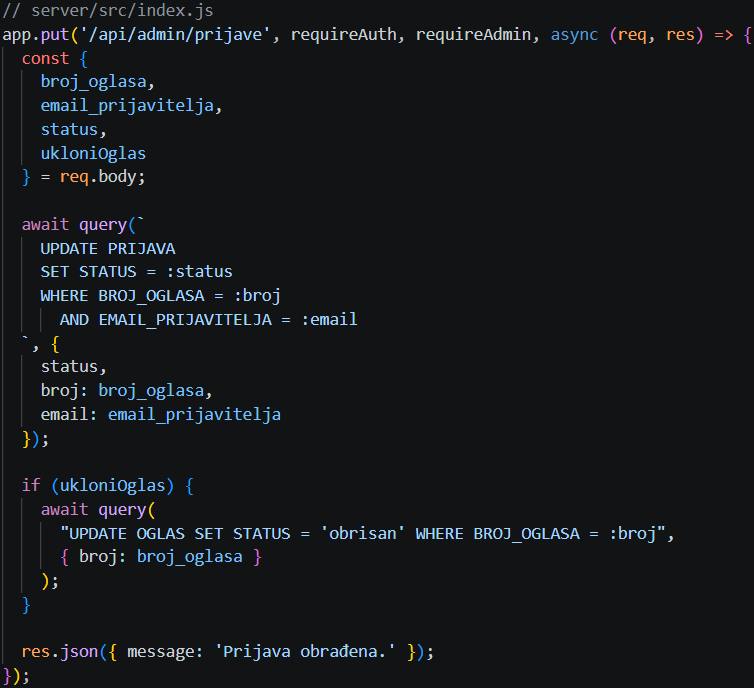 // server/src/index.js
app.put('/api/admin/prijave', requireAuth, requireAdmin, async (req, res) => {
  const {
    broj_oglasa,
    email_prijavitelja,
    status,
    ukloniOglas
  } = req.body;

  await query(`
    UPDATE PRIJAVA
    SET STATUS = :status
    WHERE BROJ_OGLASA = :broj
      AND EMAIL_PRIJAVITELJA = :email
  `, {
    status,
    broj: broj_oglasa,
    email: email_prijavitelja
  });

  if (ukloniOglas) {
    await query(
      "UPDATE OGLAS SET STATUS = 'obrisan' WHERE BROJ_OGLASA = :broj",
      { broj: broj_oglasa }
    );
  }

  res.json({ message: 'Prijava obrađena.' });
});